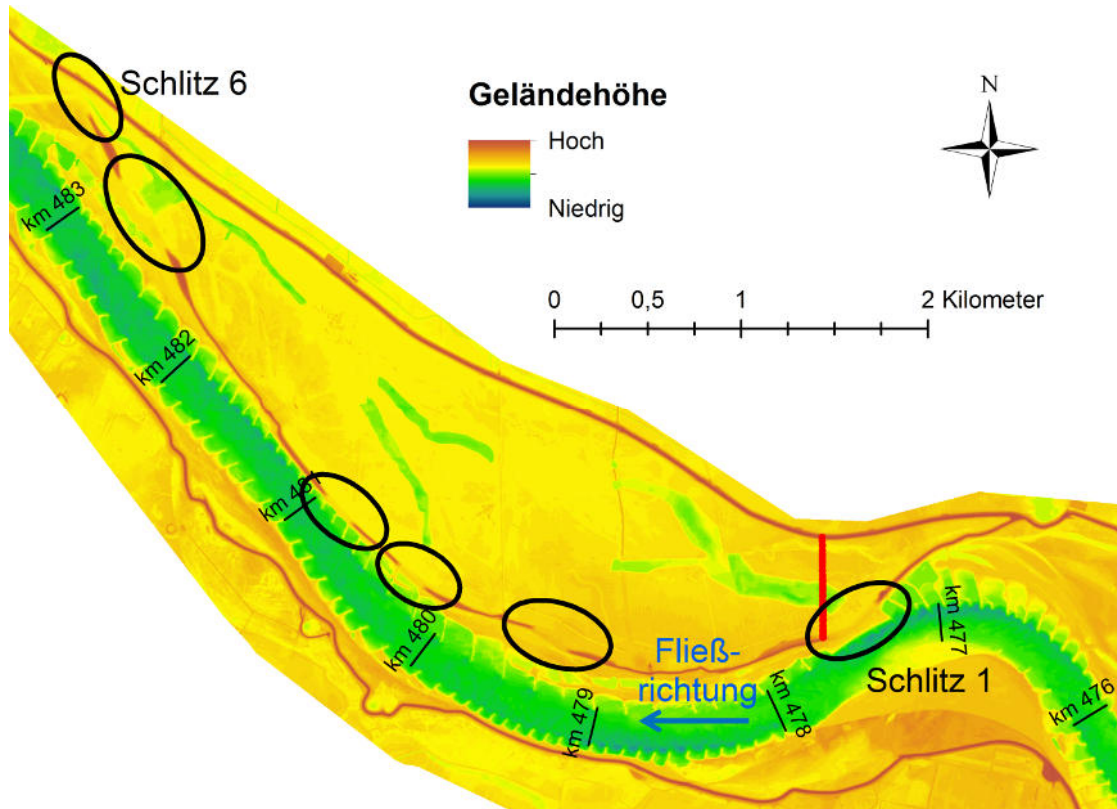 Schlitz 6
Geländehöhe
Hoch
Niedrig
N
0 0,5 1 2 Kilometer
km 483
km 482
km 481
km 480
km 479
km 478
km 477
km 476
Fließ-
richtung
Schlitz 1